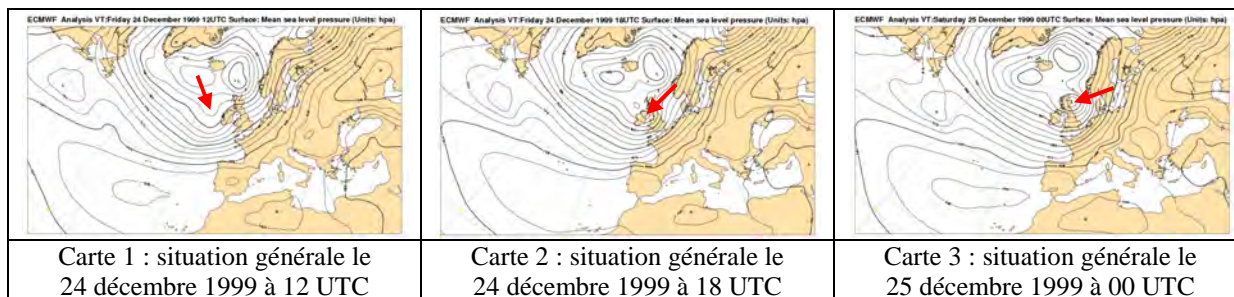 ECMWF Analysis VT:Friday 24 December 1999 12UTC Surface: Mean sea level pressure (Units: hpa)
ECMWF Analysis VT:Friday 24 December 1999 18UTC Surface: Mean sea level pressure (Units: hpa)
ECMWF Analysis VT:Saturday 25 December 1999 00UTC Surface: Mean sea level pressure (Units: hpa)
Carte 1 : situation générale le
24 décembre 1999 à 12 UTC
Carte 2 : situation générale le
24 décembre 1999 à 18 UTC
Carte 3 : situation générale le
25 décembre 1999 à 00 UTC